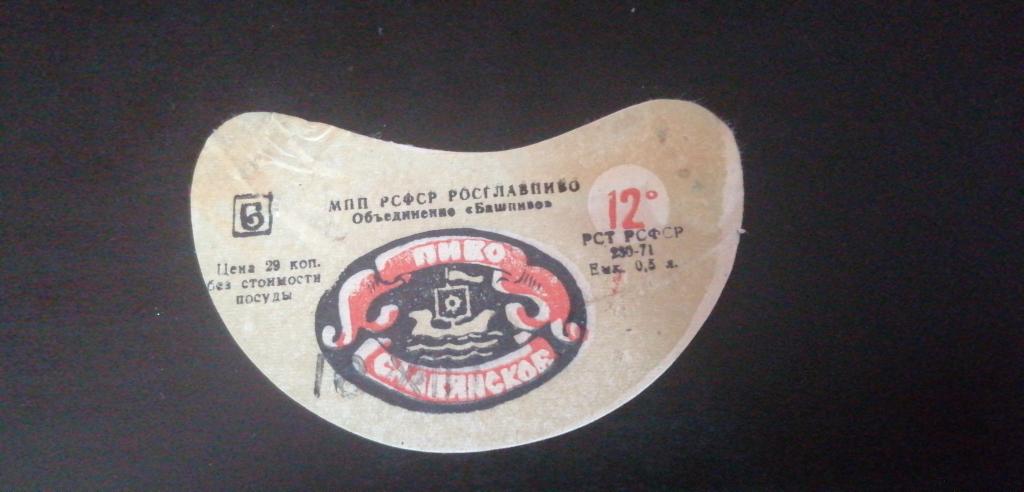 МПП РСФСР РОСГЛАВПИВО
Объединение «Башпиво»
Б
Цена 29 коп.
без стоимости
посуды
ПИВО
СЛАВЯНСКОЕ
12°
РСТ РСФСР
230-71
Емк. 0,5 л.